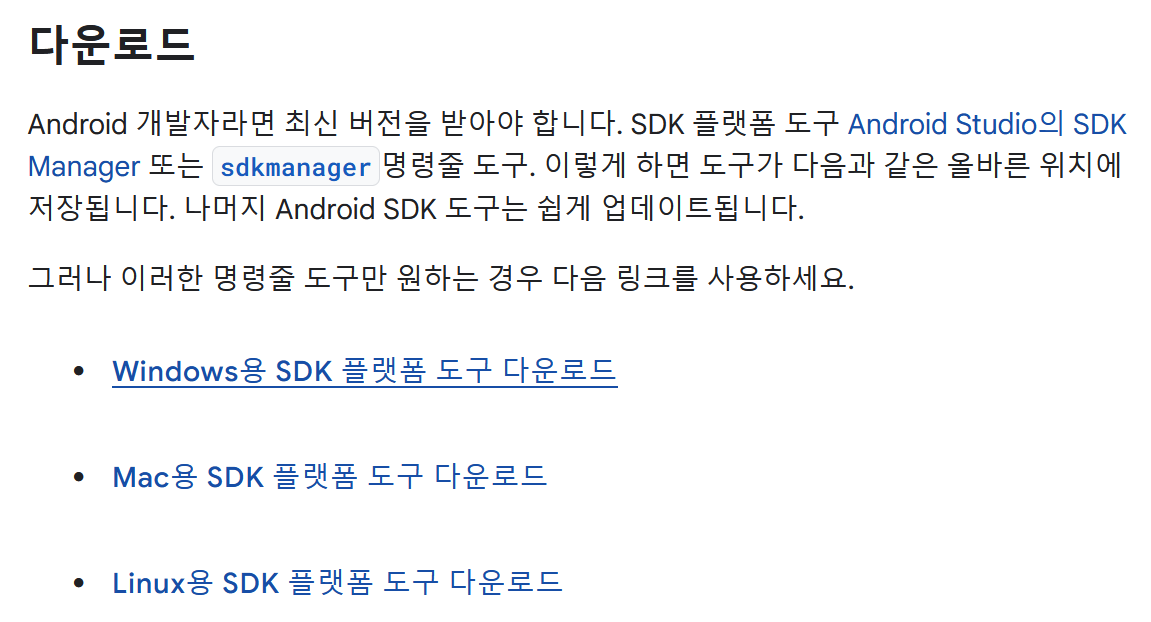 다운로드
Android 개발자라면 최신 버전을 받아야 합니다. SDK 플랫폼 도구 Android Studio의 SDK
Manager 또는 sdkmanager 명령줄 도구. 이렇게 하면 도구가 다음과 같은 올바른 위치에
저장됩니다. 나머지 Android SDK 도구는 쉽게 업데이트됩니다.
그러나 이러한 명령줄 도구만 원하는 경우 다음 링크를 사용하세요.
• Windows용 SDK 플랫폼 도구 다운로드
• Mac용 SDK 플랫폼 도구 다운로드
• Linux용 SDK 플랫폼 도구 다운로드